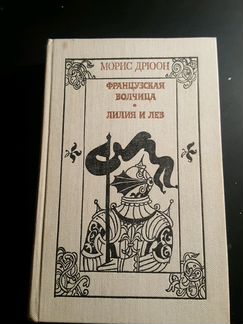 МОРИС ДРЮОН
ФРАНЦУЗСКАЯ
ВОЛЧИЦА
•
ЛИЛИЯ И ЛЕВ